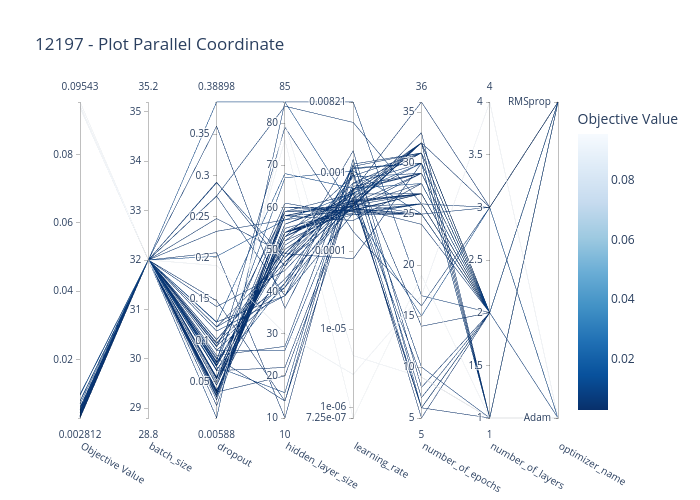 12197 - Plot Parallel Coordinate
0.09543 35.2 0.38898 85 0.00821 36 4
Objective Value
35 80 35 4 RMSprop
0.35
0.08 34 0.3 70 0.001 30 3.5 0.08
33 0.25 60 25 3
0.06 0.06
32 0.2 50 0.0001 20 2.5
0.04 31 0.15 40 15 2 0.04
30 0.1 30 1e-05 10 1.5
0.02 0.05 20 1e-06 0.02
29 10 7.25e-07 5 1 Adam
0.002812 28.8 0.00588 10 5 1
Objective Value batch_size dropout hidden_layer_size learning_rate number_of_epochs number_of_layers optimizer_name